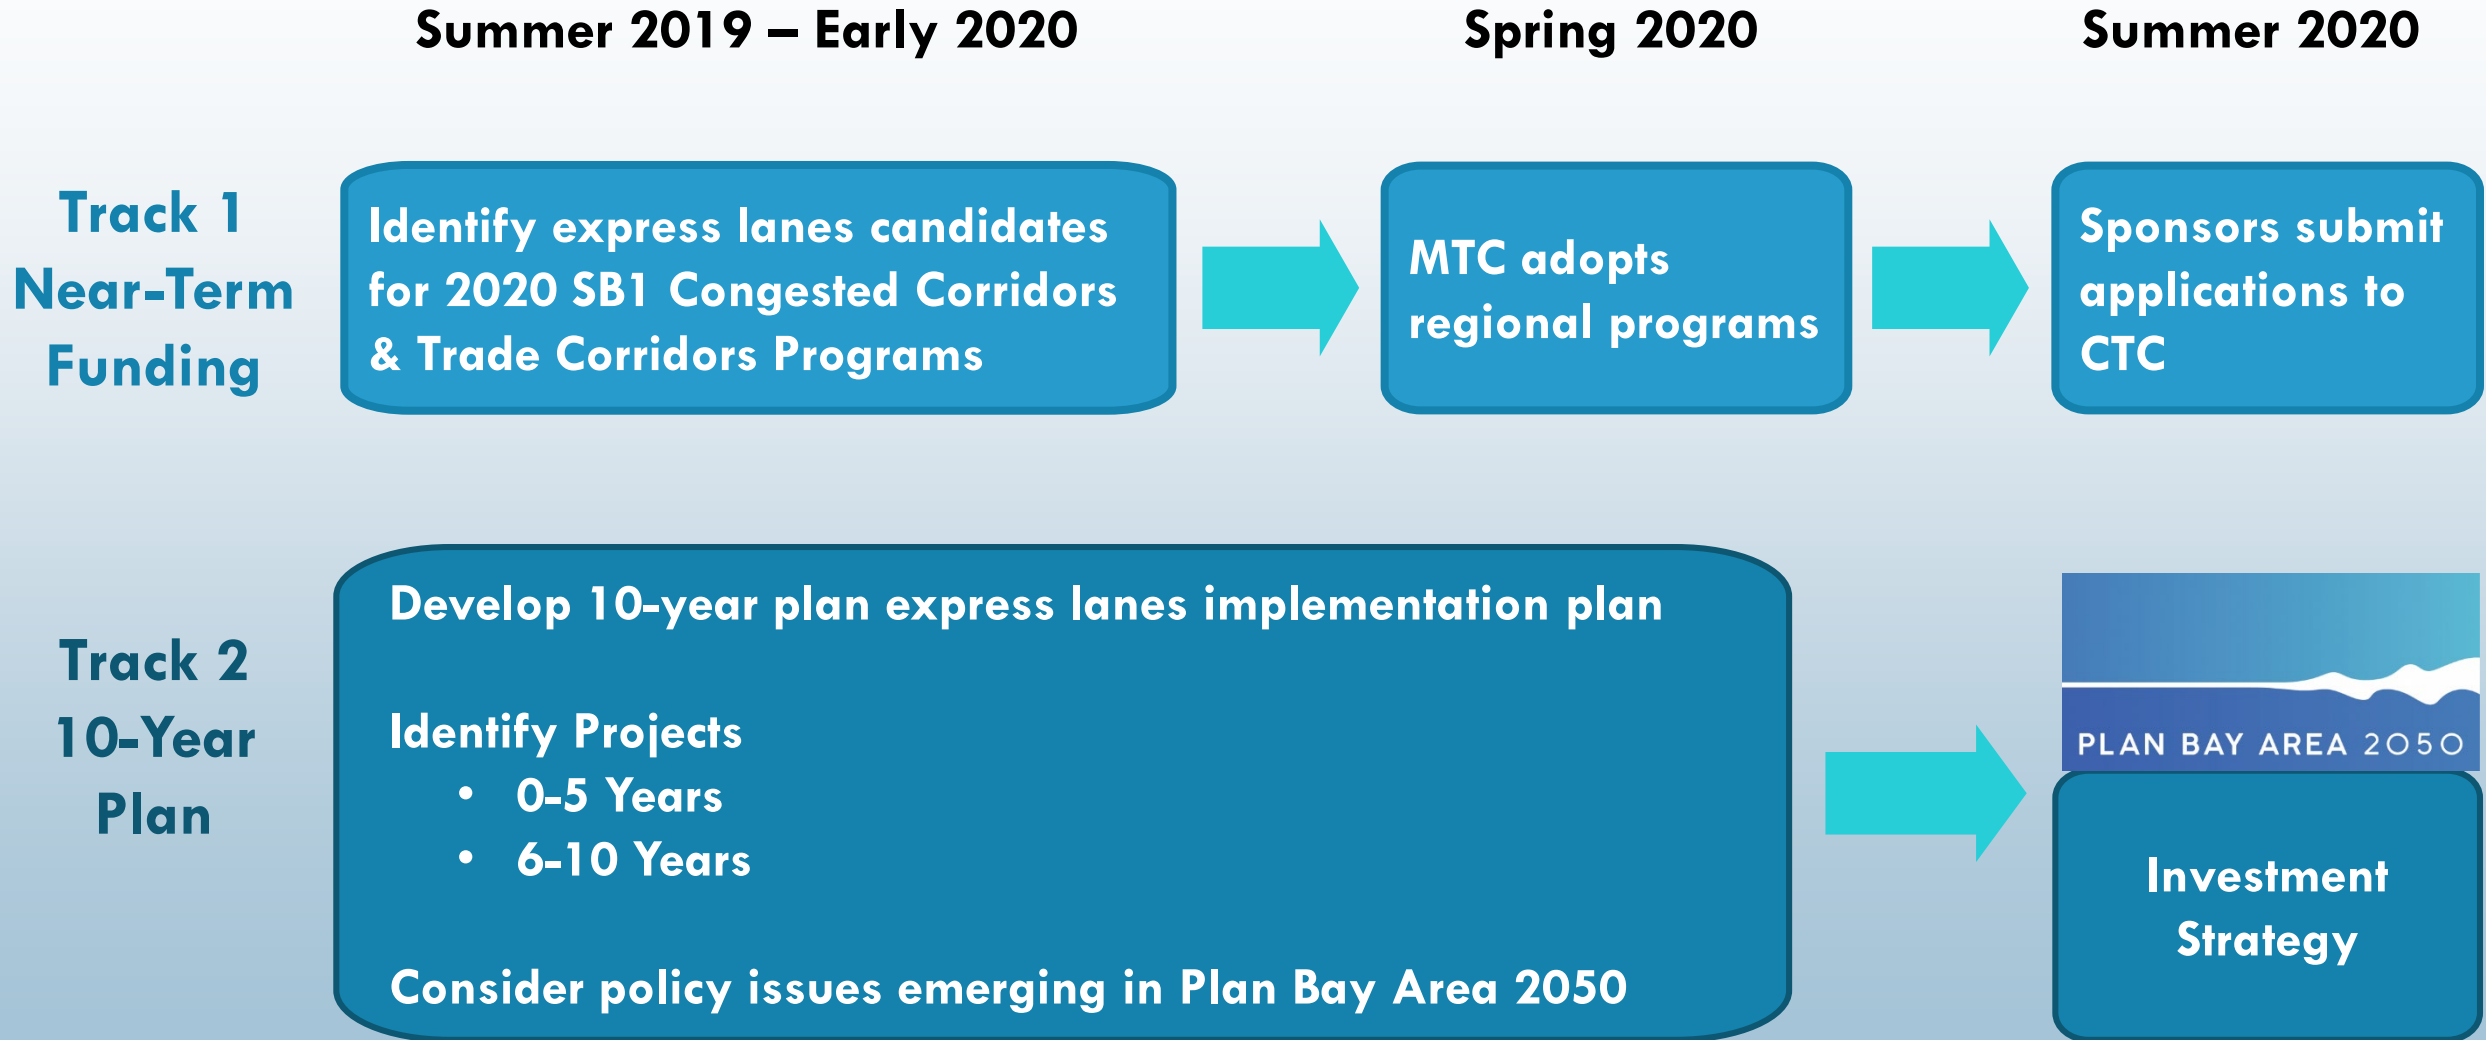 Summer 2019 – Early 2020
Spring 2020
Summer 2020
Track 1
Near-Term
Funding
Identify express lanes candidates
for 2020 SB1 Congested Corridors
& Trade Corridors Programs
MTC adopts
regional programs
Sponsors submit
applications to
CTC
Track 2
10-Year
Plan
Develop 10-year plan express lanes implementation plan
Identify Projects
• 0-5 Years
• 6-10 Years
Consider policy issues emerging in Plan Bay Area 2050
PLAN BAY AREA 2050
Investment
Strategy